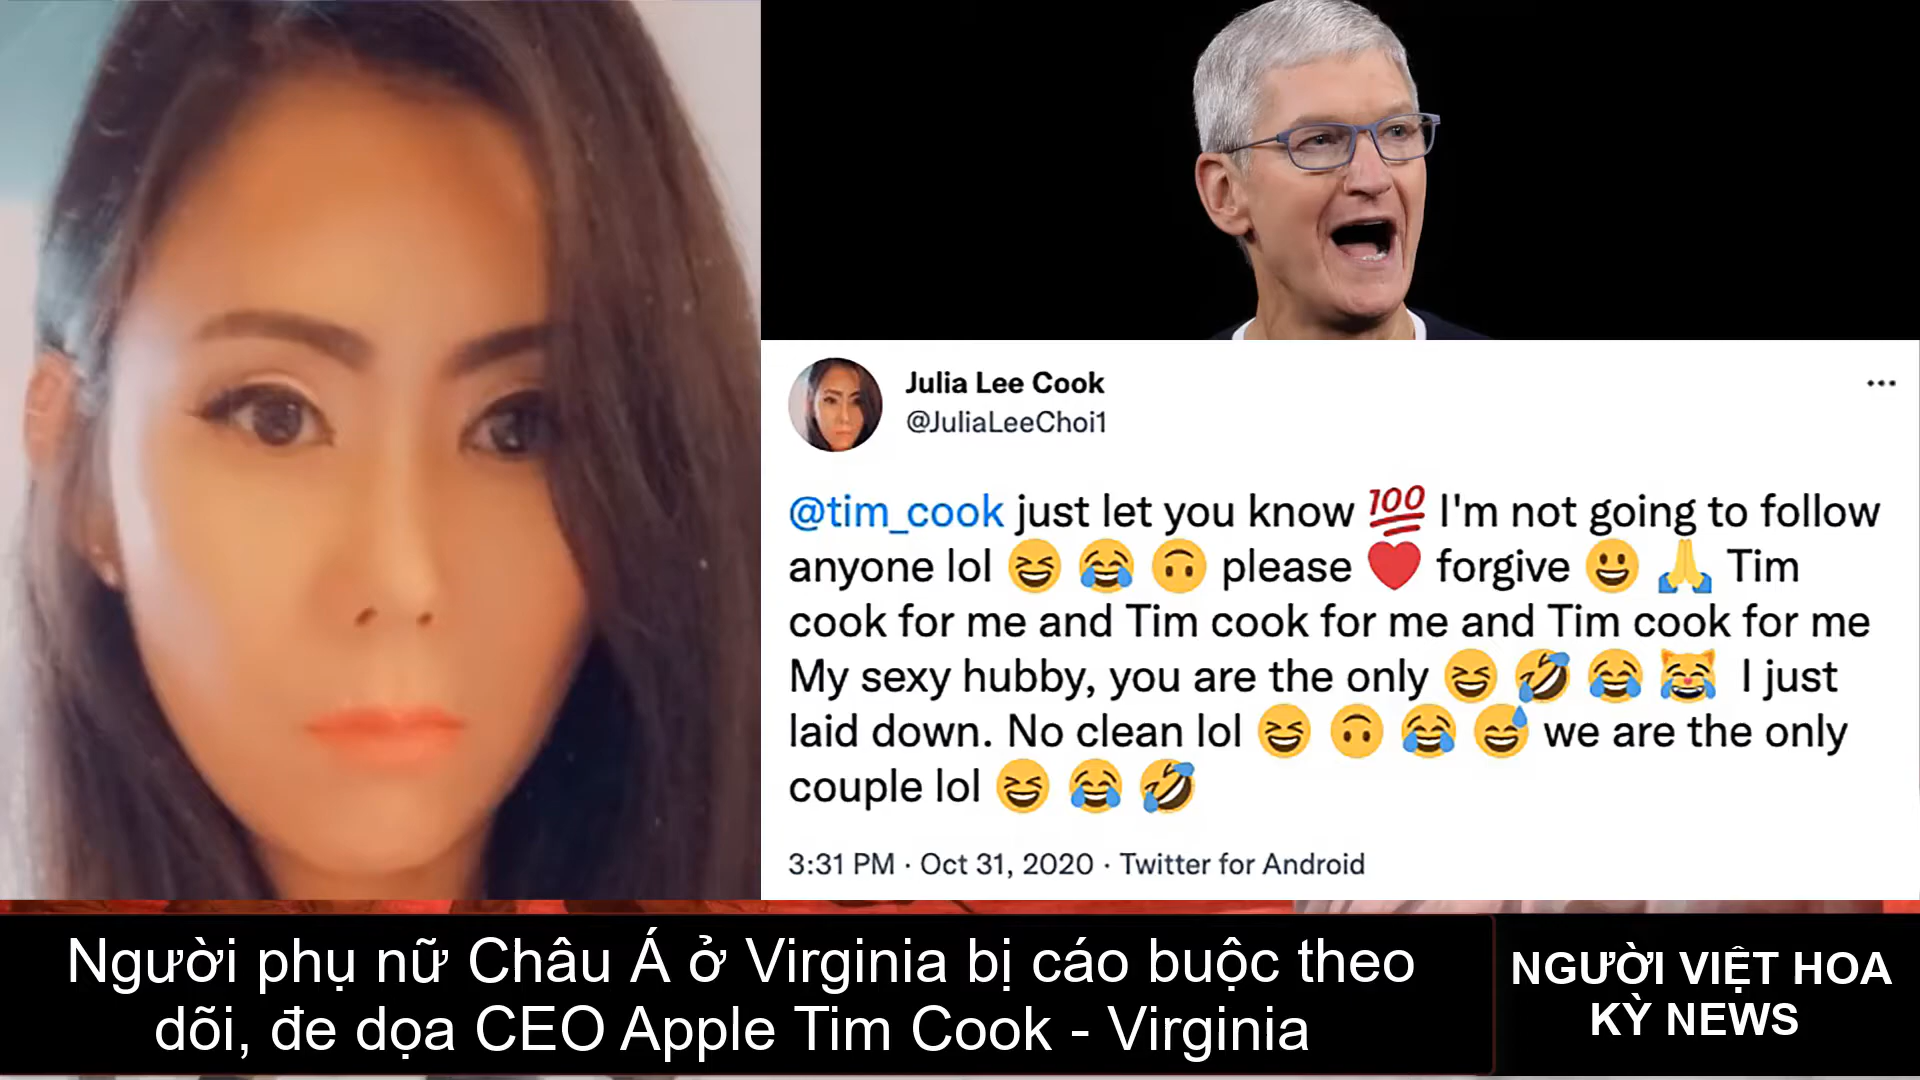 Julia Lee Cook
@JuliaLeeChoi1
@tim_cook just let you know 💯 I'm not going to follow
anyone lol 😆 😂 🙃 please ❤️ forgive 😃 🙏 Tim
cook for me and Tim cook for me and Tim cook for me
My sexy hubby, you are the only 😆 🤣 😂 😹 I just
laid down. No clean lol 😆 🙃 😂 😅 we are the only
couple lol 😆 😂 🤣
3:31 PM · Oct 31, 2020 · Twitter for Android
Người phụ nữ Châu Á ở Virginia bị cáo buộc theo
dõi, đe dọa CEO Apple Tim Cook - Virginia
NGƯỜI VIỆT HOA
KỲ NEWS